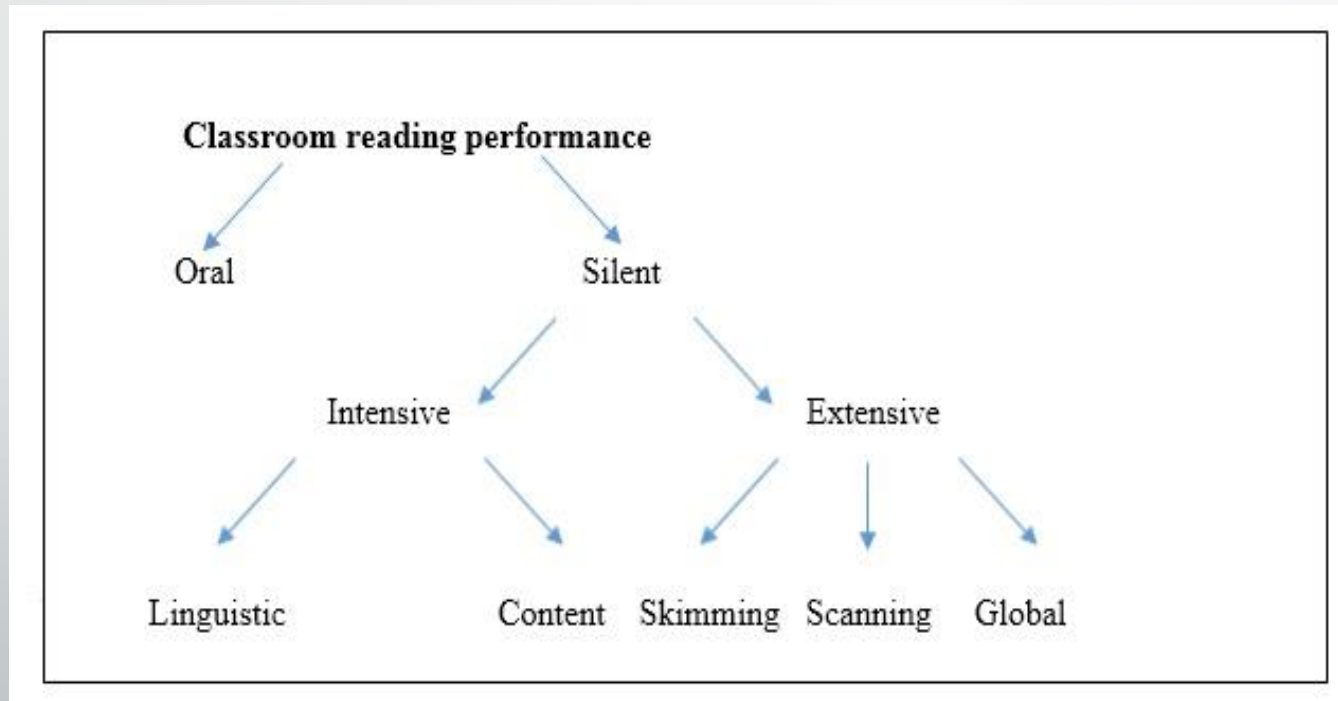 Classroom reading performance
Oral Silent
Intensive Extensive
Linguistic Content Skimming Scanning Global